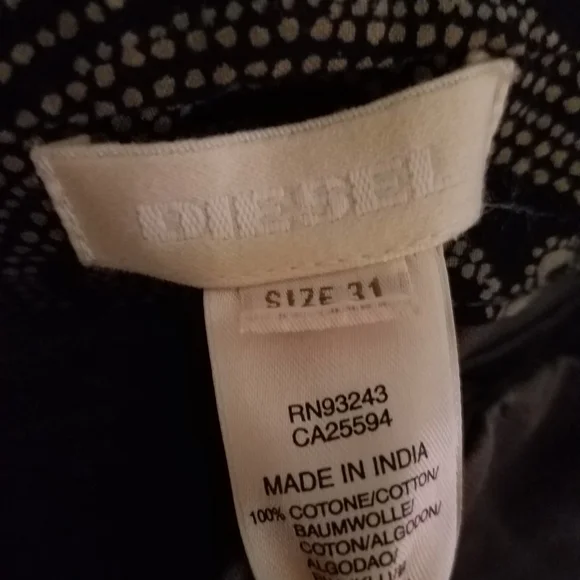 DIESEL
SIZE 31
RN93243
CA25594
MADE IN INDIA
100% COTONE/COTTON/
BAUMWOLLE/
COTON/ALGODON/
ALGODAO/